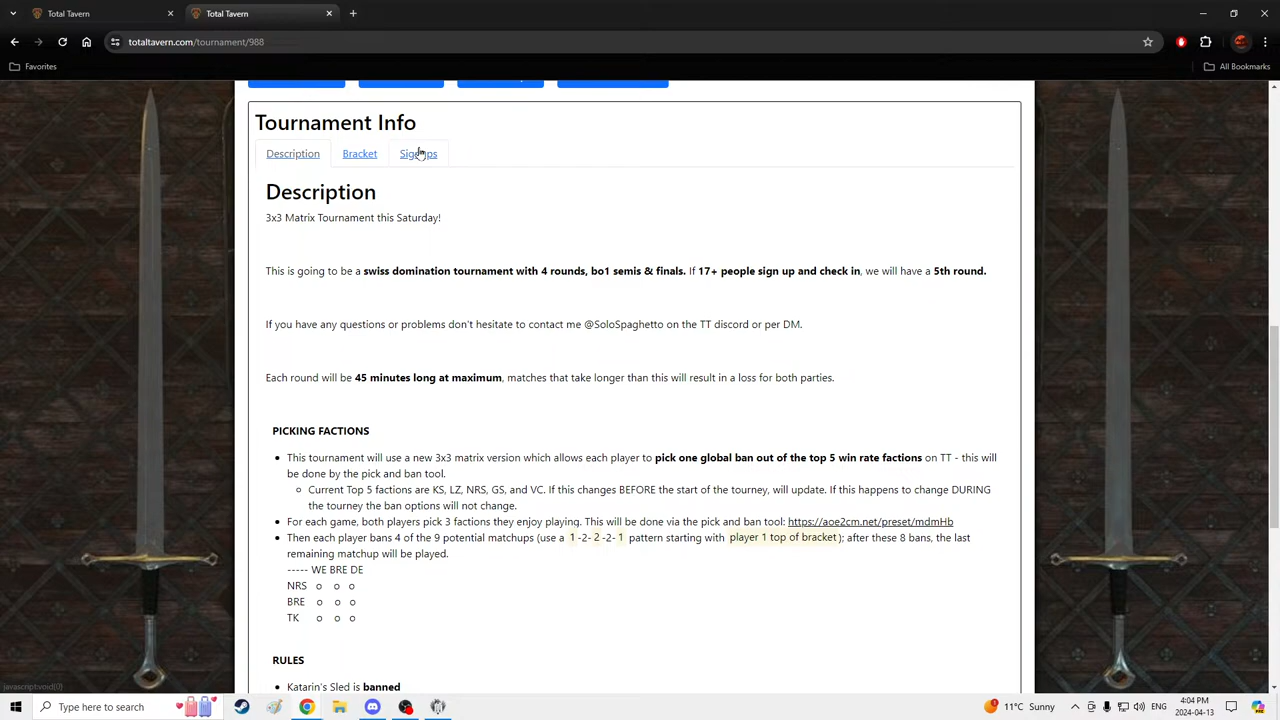 Total Tavern
Total Tavern
totaltavern.com/tournament/988
Favorites
All Bookmarks
Tournament Info
Description
Bracket
Description
3x3 Matrix Tournament this Saturday!
This is going to be a swiss domination tournament with 4 rounds, bo1 semis & finals. If 17+ people sign up and check in, we will have a 5th round.
If you have any questions or problems don't hesitate to contact me @SoloSpaghetto on the TT discord or per DM.
Each round will be 45 minutes long at maximum, matches that take longer than this will result in a loss for both parties.
PICKING FACTIONS
This tournament will use a new 3x3 matrix version which allows each player to pick one global ban out of the top 5 win rate factions on TT - this will
be done by the pick and ban tool.
Current Top 5 factions are KS, LZ, NRS, GS, and VC. If this changes BEFORE the start of the tourney, will update. If this happens to change DURING
the tourney the ban options will not change.
For each game, both players pick 3 factions they enjoy playing. This will be done via the pick and ban tool: https://aoe2cm.net/preset/mdmHb
Then each player bans 4 of the 9 potential matchups (use a 1-2-2-2-1 pattern starting with player 1 top of bracket); after these 8 bans, the last
remaining matchup will be played.
----- WE BRE DE
NRS o o o
BRE o o o
TK o o o
RULES
Katarin's Sled is banned
javascript:void(0)
Type here to search
11°C Sunny
4:04 PM
2024-04-13